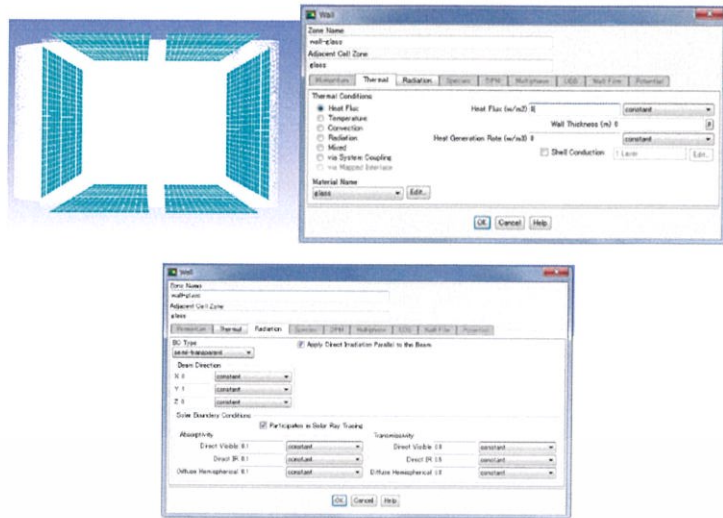 Wall
Zone Name
wall-glass
Adjacent Cell Zone
glass
Momentum Thermal Radiation Species DPM Multiphase UDS Wall Film Potential
Thermal Conditions
Heat Flux
Temperature
Convection
Radiation
Mixed
via System Coupling
via Mapped Interface
Heat Flux (w/m2) 0 constant
Wall Thickness (m) 0
Heat Generation Rate (w/m3) 0 constant
Shell Conduction 1 Layer Edit...
Material Name
glass Edit...
OK Cancel Help
Wall
Zone Name
wall-glass
Adjacent Cell Zone
glass
Momentum Thermal Radiation Species DPM Multiphase UDS Wall Film Potential
BC Type
semi-transparent
Apply Direct Irradiation Parallel to the Beam
Beam Direction
X constant
Y constant
Z constant
Solar Boundary Conditions
Participates in Solar Ray Tracing
Absorptivity Transmissivity
Direct Visible constant Direct Visible constant
Direct IR constant Direct IR constant
Diffuse Hemispherical constant Diffuse Hemispherical constant
OK Cancel Help